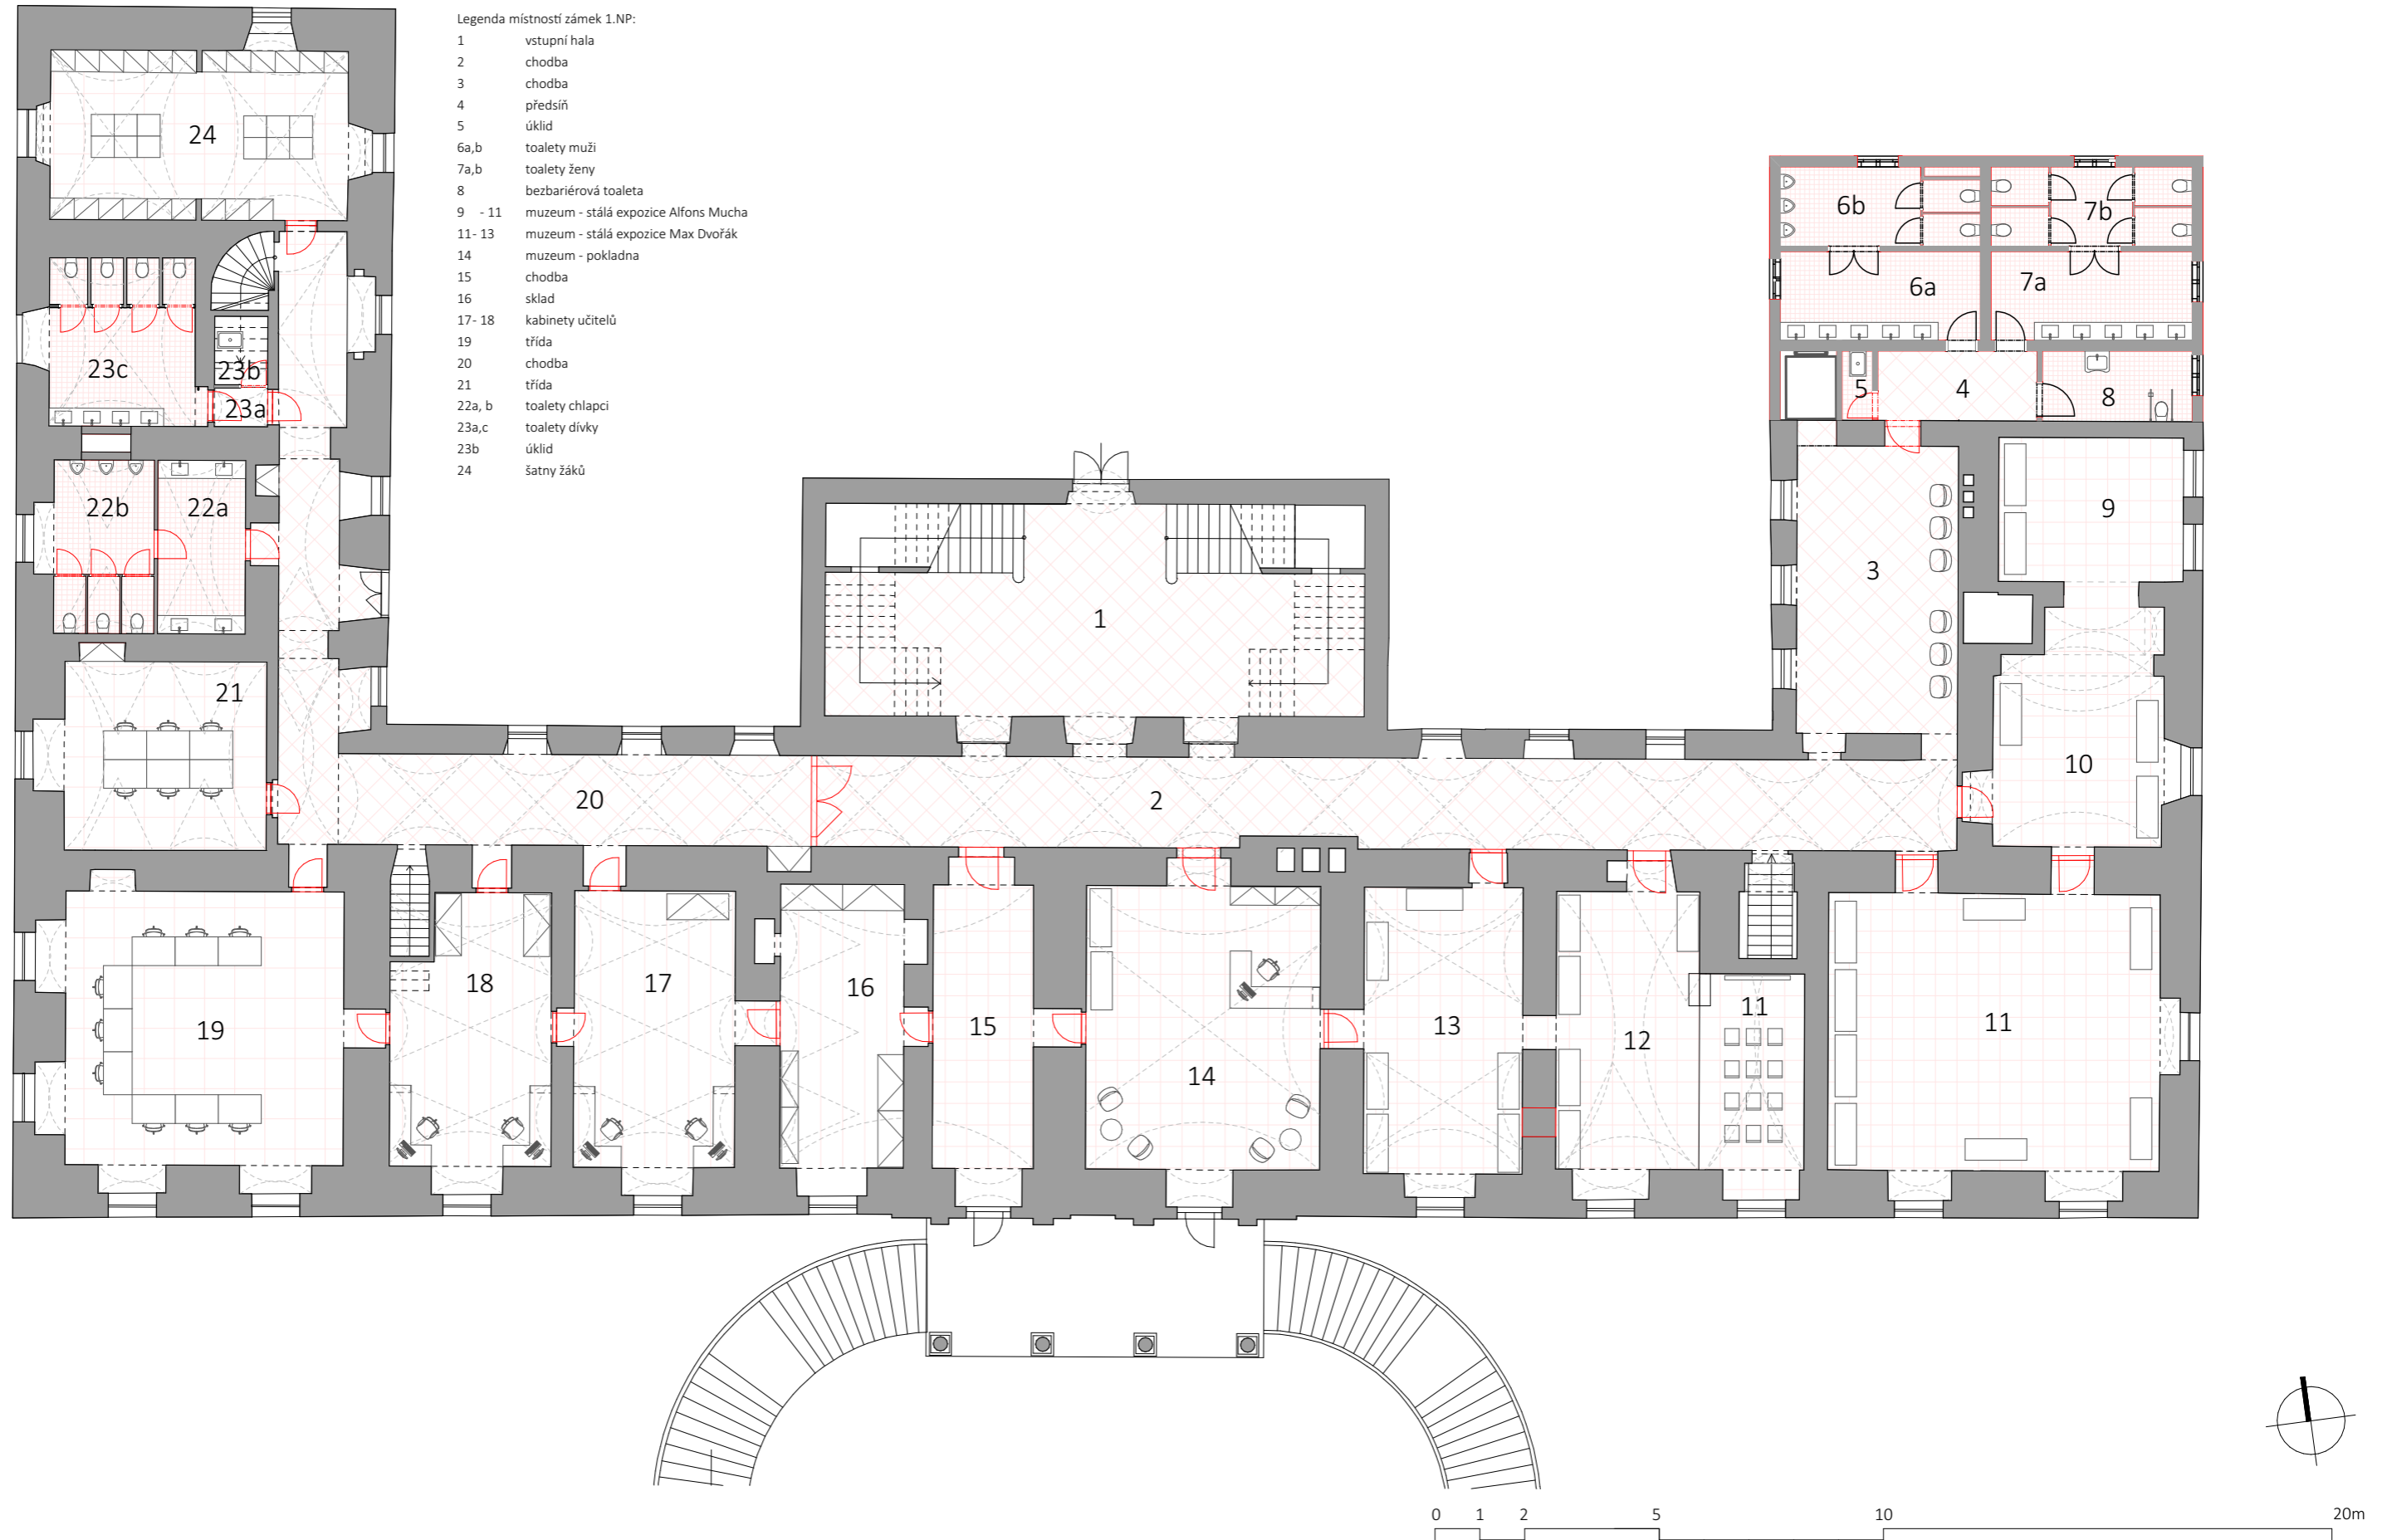 Legenda místností zámek 1.NP:
1 vstupní hala
2 chodba
3 chodba
4 předsíň
5 úklid
6a,b toalety muži
7a,b toalety ženy
8 bezbariérová toaleta
9 - 11 muzeum - stálá expozice Alfons Mucha
11- 13 muzeum - stálá expozice Max Dvořák
14 muzeum - pokladna
15 chodba
16 sklad
17- 18 kabinety učitelů
19 třída
20 chodba
21 třída
22a, b toalety chlapci
23a,c toalety dívky
23b úklid
24 šatny žáků
24
6b
7b
6a
7a
23c
23b
23a
5
4
8
22b
22a
9
3
1
21
10
20
2
18
17
16
15
19
14
13
12
11
11
0 1 2 5 10 20m